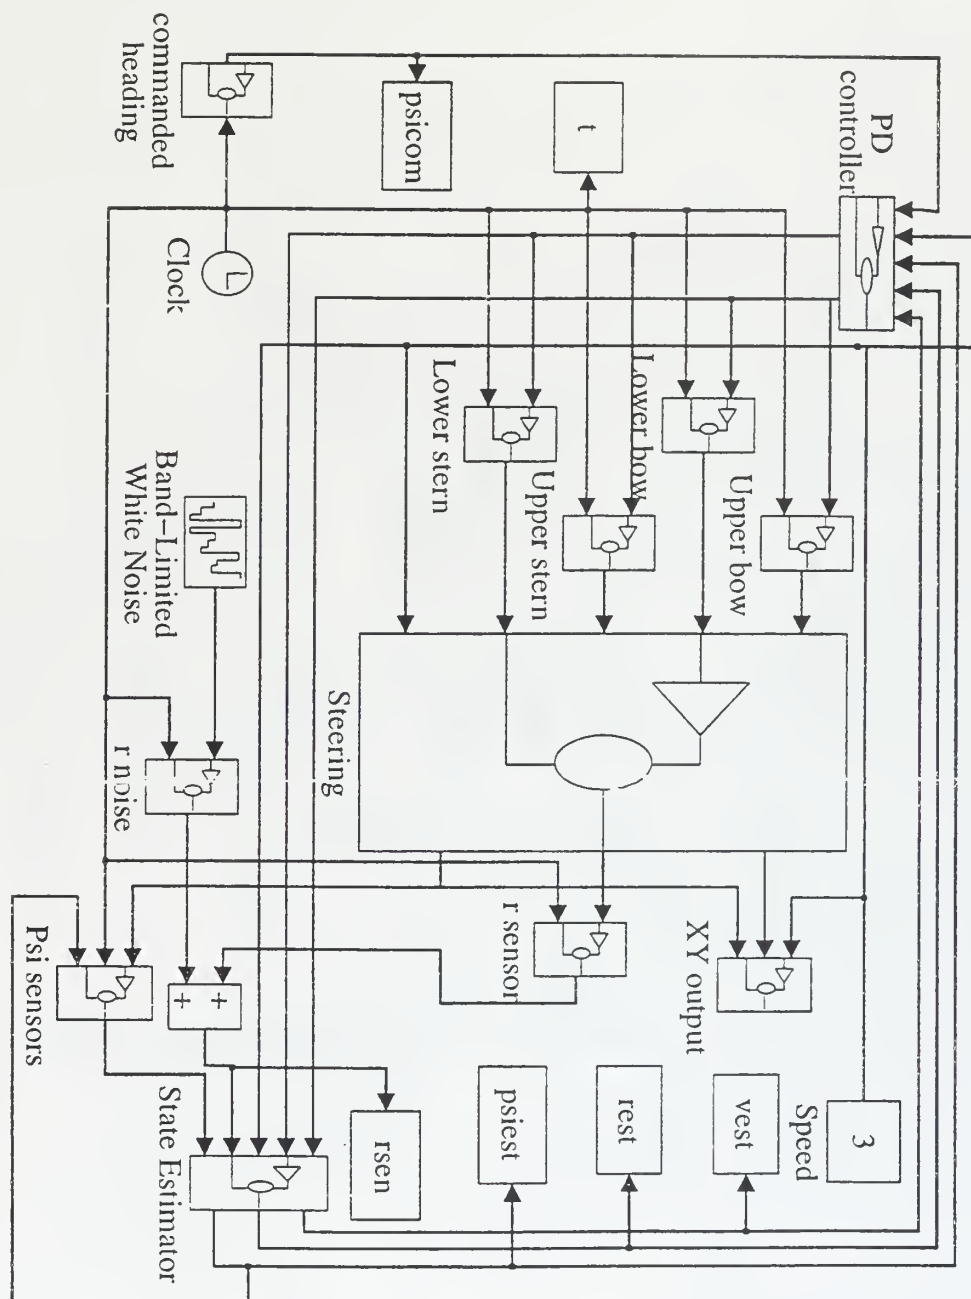 commanded
heading
psicom
t
PD
controller
Clock
Lower stern
Lower bow
Upper stern
Upper bow
Band-Limited
White Noise
Steering
r noise
r sensor
XY output
Psi sensors
+
+
State Estimator
rsen
psiest
rest
vest
Speed
3